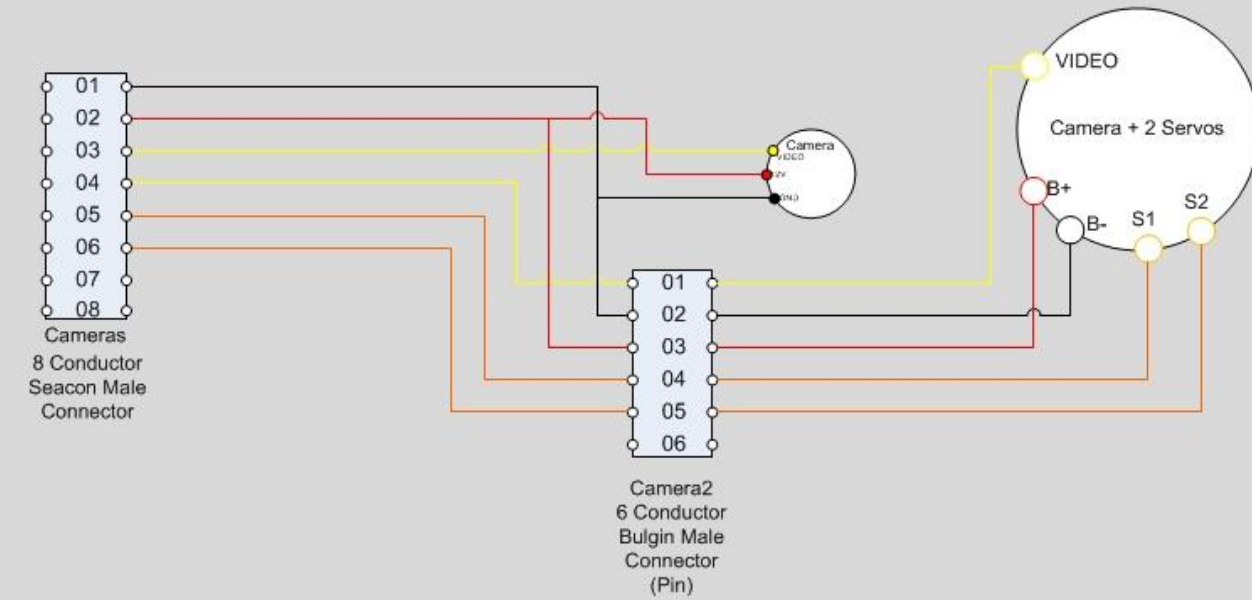 01
02
03
04
05
06
07
08
Cameras
8 Conductor
Seacon Male
Connector
Camera
VIDEO
GND
01
02
03
04
05
06
Camera2
6 Conductor
Bulgin Male
Connector
(Pin)
VIDEO
Camera + 2 Servos
B+
B-
S1
S2